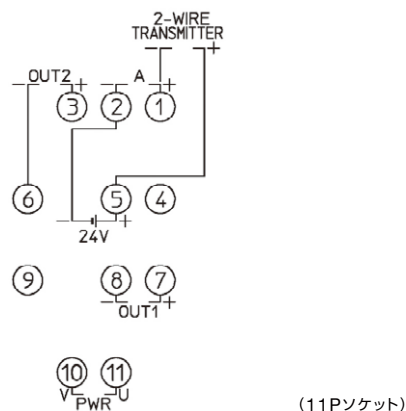 2-WIRE
TRANSMITTER
— — +
— OUT2 + — A +
3 2 1
6 5 4
— +
24V
9 8 7
— +
OUT1
10 11
V PWR U
(11Pソケット)